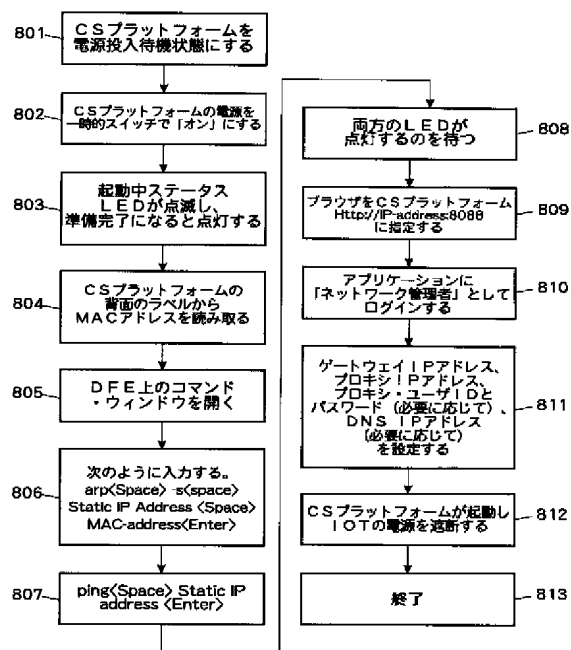 801
CSプラットフォームを
電源投入待機状態にする
802
CSプラットフォームの電源を
一時的スイッチで「オン」にする
803
起動中ステータス
LEDが点滅し、
準備完了になると点灯する
804
CSプラットフォームの
背面のラベルから
MACアドレスを読み取る
805
DFE上のコマンド
・ウィンドウを開く
806
次のように入力する。
arp<Space> -s<space>
Static IP Address <Space>
MAC-address<Enter>
807
ping<Space> Static IP
address <Enter>
両方のLEDが
点灯するのを待つ
808
ブラウザをCSプラットフォーム
Http://IP-address:8088
に指定する
809
アプリケーションに
「ネットワーク管理者」として
ログインする
810
ゲートウェイIPアドレス、
プロキシIPアドレス、
プロキシ・ユーザIDと
パスワード(必要に応じて)、
DNS IPアドレス
(必要に応じて)
を設定する
811
CSプラットフォームが起動し
IOTの電源を遮断する
812
終了
813